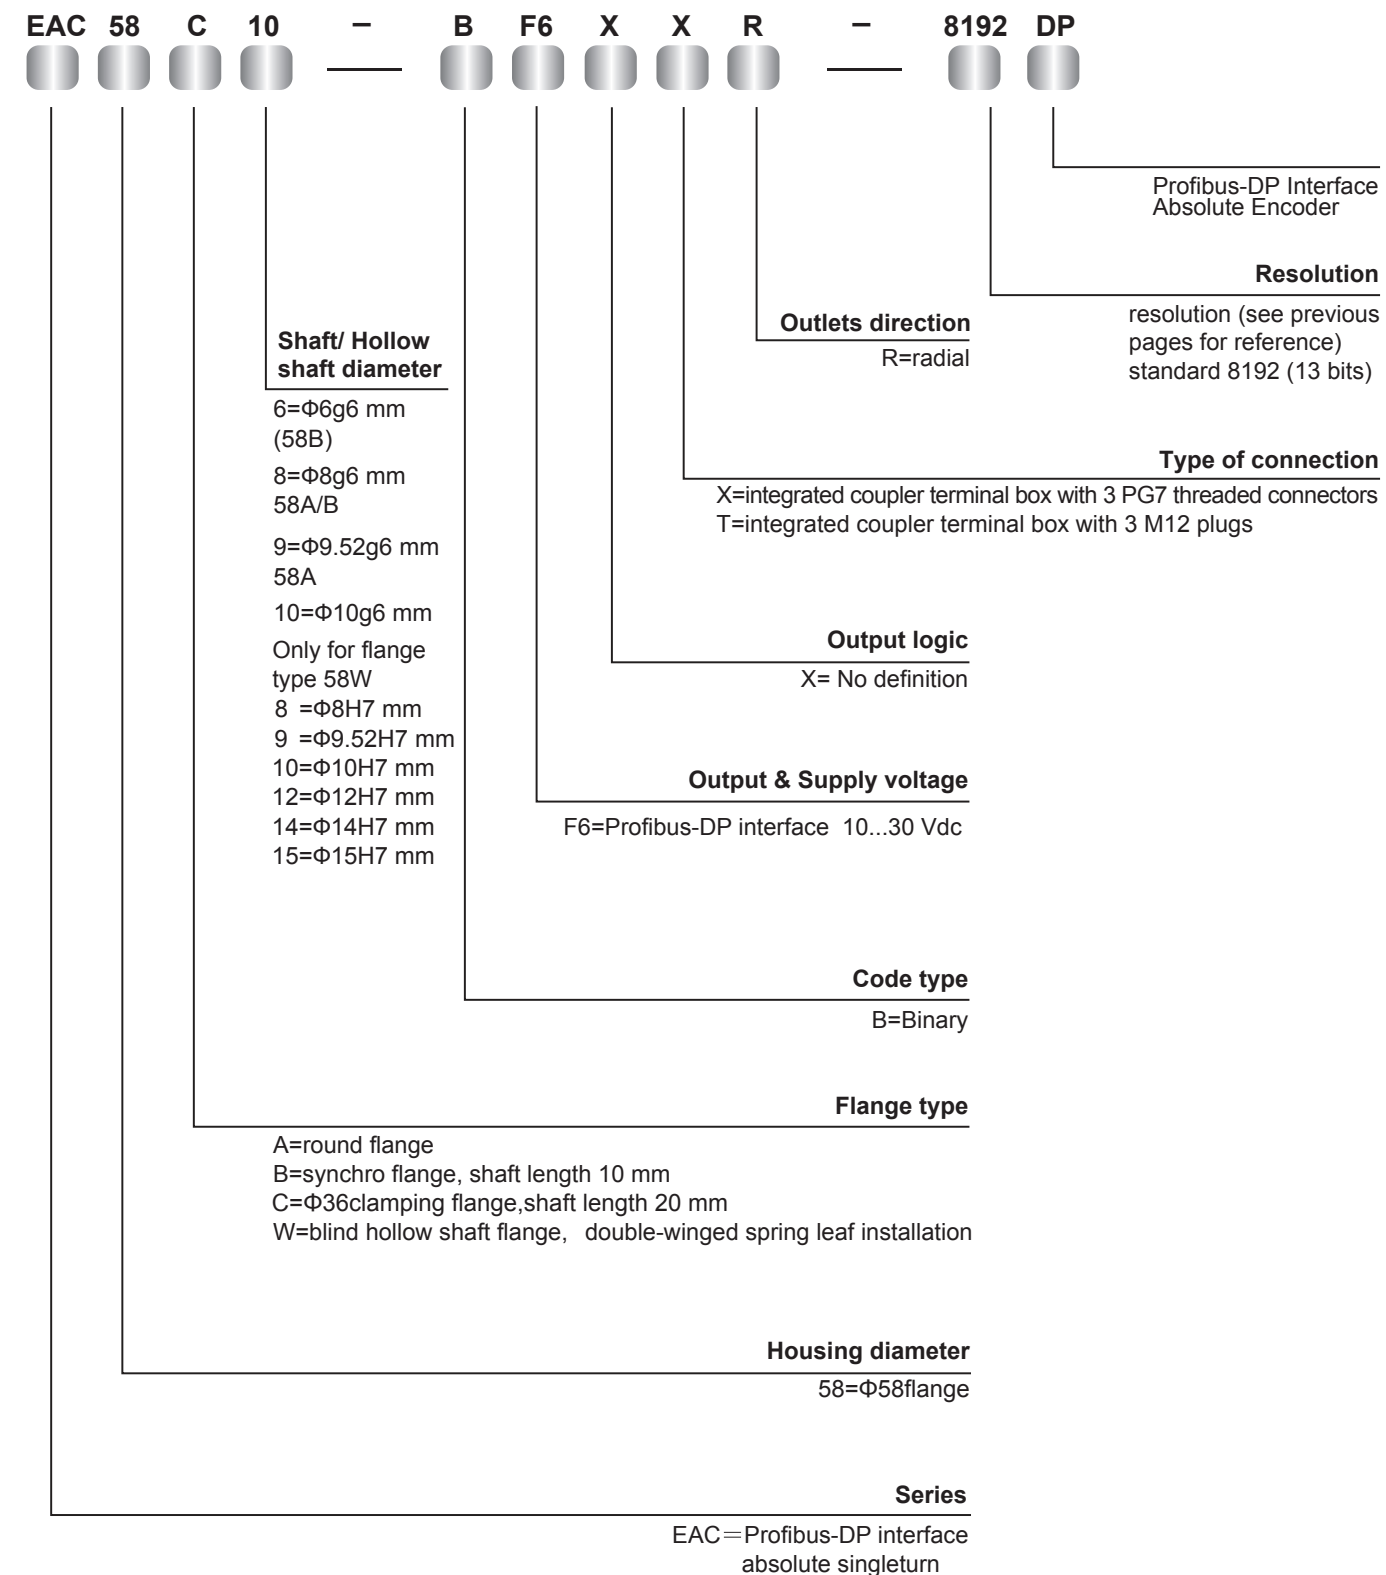 EAC 58 C 10 – B F6 X X R – 8192 DP
Profibus-DP Interface
Absolute Encoder
Resolution
resolution (see previous
pages for reference)
standard 8192 (13 bits)
Outlets direction
R=radial
Shaft/ Hollow
shaft diameter
6=Φ6g6 mm
(58B)
8=Φ8g6 mm
58A/B
9=Φ9.52g6 mm
58A
10=Φ10g6 mm
Only for flange
type 58W
8 =Φ8H7 mm
9 =Φ9.52H7 mm
10=Φ10H7 mm
12=Φ12H7 mm
14=Φ14H7 mm
15=Φ15H7 mm
Type of connection
X=integrated coupler terminal box with 3 PG7 threaded connectors
T=integrated coupler terminal box with 3 M12 plugs
Output logic
X= No definition
Output & Supply voltage
F6=Profibus-DP interface 10...30 Vdc
Code type
B=Binary
Flange type
A=round flange
B=synchro flange, shaft length 10 mm
C=Φ36clamping flange,shaft length 20 mm
W=blind hollow shaft flange, double-winged spring leaf installation
Housing diameter
58=Φ58flange
Series
EAC＝Profibus-DP interface
absolute singleturn